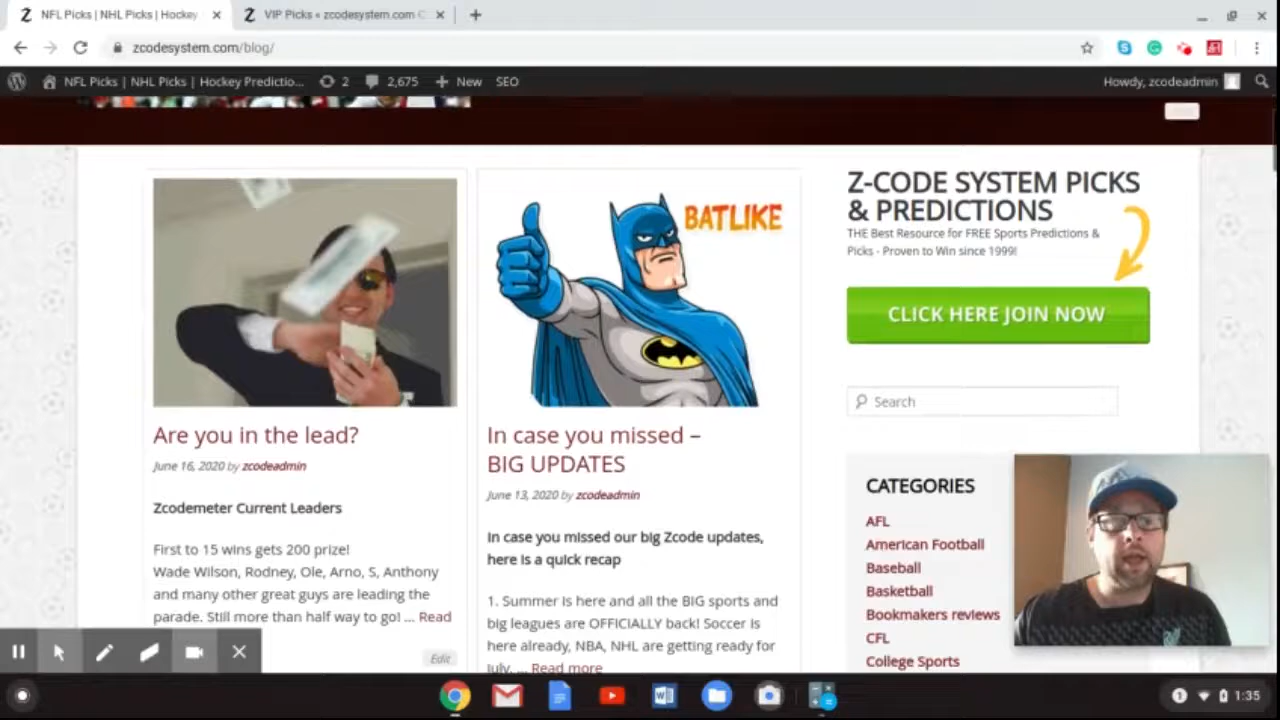 NFL Picks | NHL Picks | Hockey
VIP Picks « zcodesystem.com C
zcodesystem.com/blog/
NFL Picks | NHL Picks | Hockey Predictio...
2
2,675
New
SEO
Howdy, zcodeadmin
BATLIKE
Are you in the lead?
June 16, 2020 by zcodeadmin
Zcodemeter Current Leaders
First to 15 wins gets 200 prize!
Wade Wilson, Rodney, Ole, Arno, S, Anthony
and many other great guys are leading the
parade. Still more than half way to go! ... Read
Edit
In case you missed –
BIG UPDATES
June 13, 2020 by zcodeadmin
In case you missed our big Zcode updates,
here is a quick recap
1. Summer is here and all the BIG sports and
big leagues are OFFICIALLY back! Soccer is
here already, NBA, NHL are getting ready for
July. ... Read more
Z-CODE SYSTEM PICKS
& PREDICTIONS
THE Best Resource for FREE Sports Predictions &
Picks - Proven to Win since 1999!
CLICK HERE JOIN NOW
Search
CATEGORIES
AFL
American Football
Baseball
Basketball
Bookmakers reviews
CFL
College Sports
1
1:35